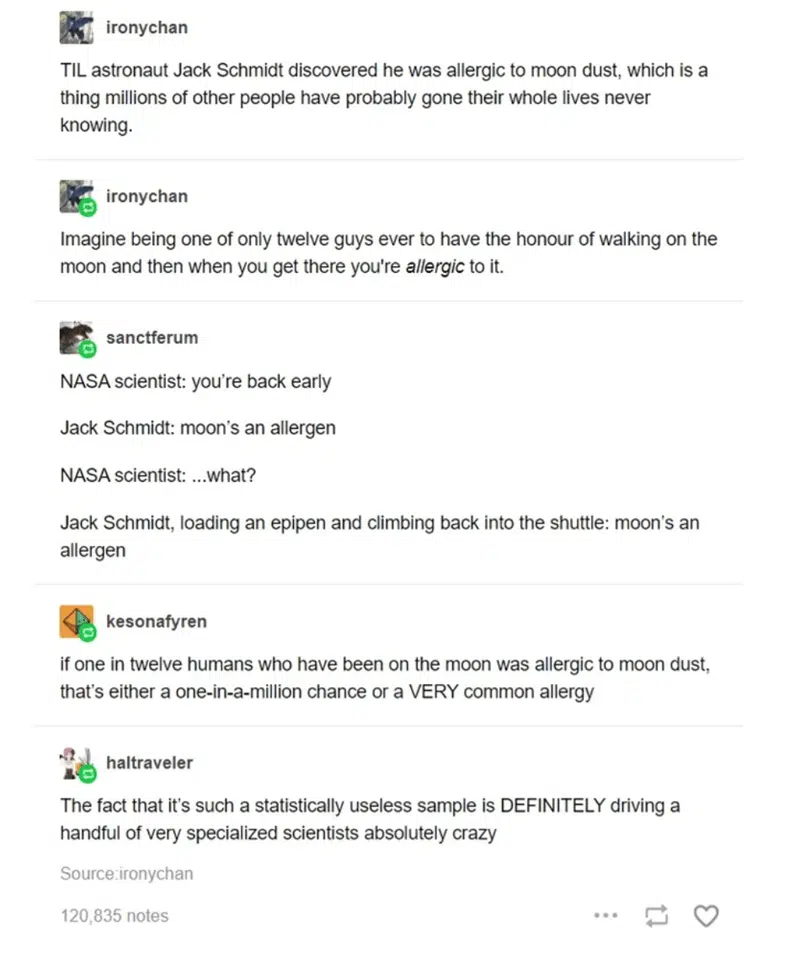 ironychan
TIL astronaut Jack Schmidt discovered he was allergic to moon dust, which is a
thing millions of other people have probably gone their whole lives never
knowing.
ironychan
Imagine being one of only twelve guys ever to have the honour of walking on the
moon and then when you get there you're allergic to it.
sanctferum
NASA scientist: you’re back early
Jack Schmidt: moon’s an allergen
NASA scientist: ...what?
Jack Schmidt, loading an epipen and climbing back into the shuttle: moon’s an
allergen
kesonafyren
if one in twelve humans who have been on the moon was allergic to moon dust,
that’s either a one-in-a-million chance or a VERY common allergy
haltraveler
The fact that it’s such a statistically useless sample is DEFINITELY driving a
handful of very specialized scientists absolutely crazy
Source:ironychan
120,835 notes